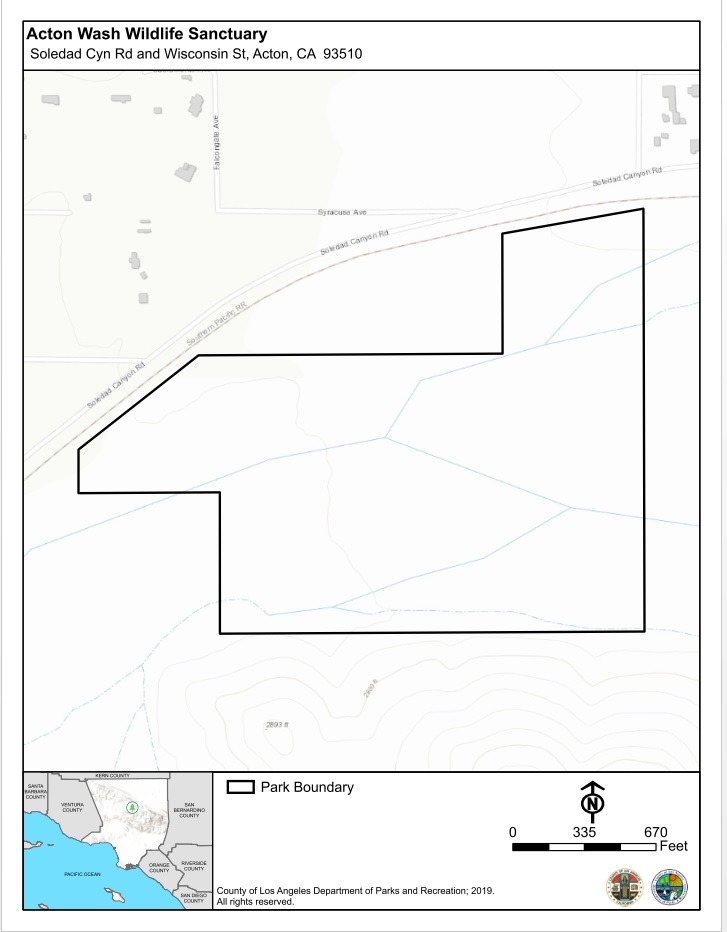 Acton Wash Wildlife Sanctuary
Soledad Cyn Rd and Wisconsin St, Acton, CA 93510
Falcongate Ave
Soledad Canyon Rd
Syracuse Ave
Soledad Canyon Rd
Southern Pacific RR
Soledad Canyon Rd
2800 ft
2893 ft
KERN COUNTY
SANTA
BARBARA
COUNTY
VENTURA
COUNTY
SAN
BERNARDINO
COUNTY
ORANGE
COUNTY
RIVERSIDE
COUNTY
PACIFIC OCEAN
SAN DIEGO
COUNTY
Park Boundary
N
0 335 670
Feet
County of Los Angeles Department of Parks and Recreation; 2019.
All rights reserved.